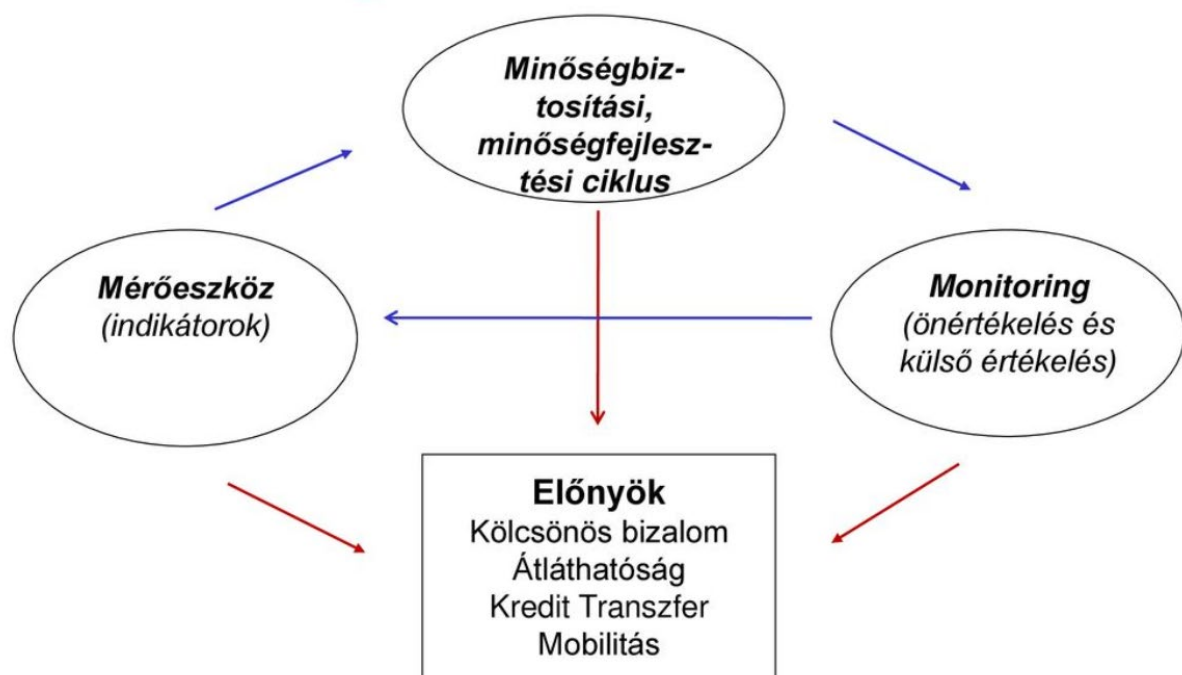 Minőségbiz-
tosítási,
minőségfejlesz-
tési ciklus
Mérőeszköz
(indikátorok)
Monitoring
(önértékelés és
külső értékelés)
Előnyök
Kölcsönös bizalom
Átláthatóság
Kredit Transzfer
Mobilitás